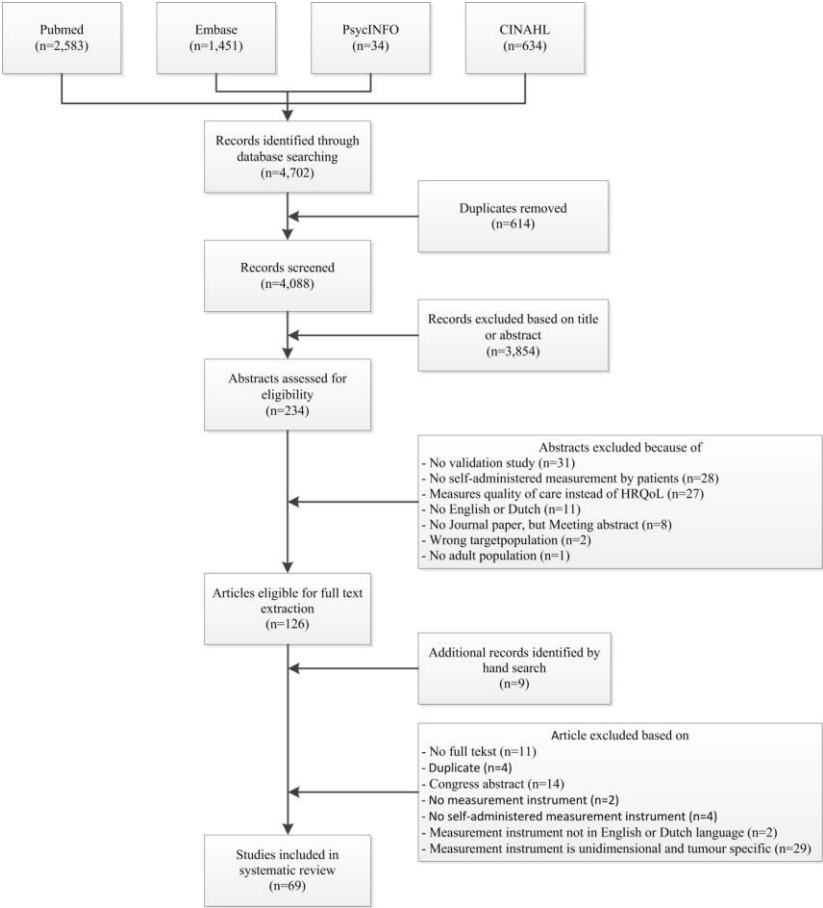 Pubmed
(n=2,583)
Embase
(n=1,451)
PsycINFO
(n=34)
CINAHL
(n=634)
Records identified through
database searching
(n=4,702)
Duplicates removed
(n=614)
Records screened
(n=4,088)
Records excluded based on title
or abstract
(n=3,854)
Abstracts assessed for
eligibility
(n=234)
Abstracts excluded because of
- No validation study (n=31)
- No self-administered measurement by patients (n=28)
- Measures quality of care instead of HRQoL (n=27)
- No English or Dutch (n=11)
- No Journal paper, but Meeting abstract (n=8)
- Wrong targetpopulation (n=2)
- No adult population (n=1)
Articles eligible for full text
extraction
(n=126)
Additional records identified by
hand search
(n=9)
Article excluded based on
- No full tekst (n=11)
- Duplicate (n=4)
- Congress abstract (n=14)
- No measurement instrument (n=2)
- No self-administered measurement instrument (n=4)
- Measurement instrument not in English or Dutch language (n=2)
- Measurement instrument is unidimensional and tumour specific (n=29)
Studies included in
systematic review
(n=69)